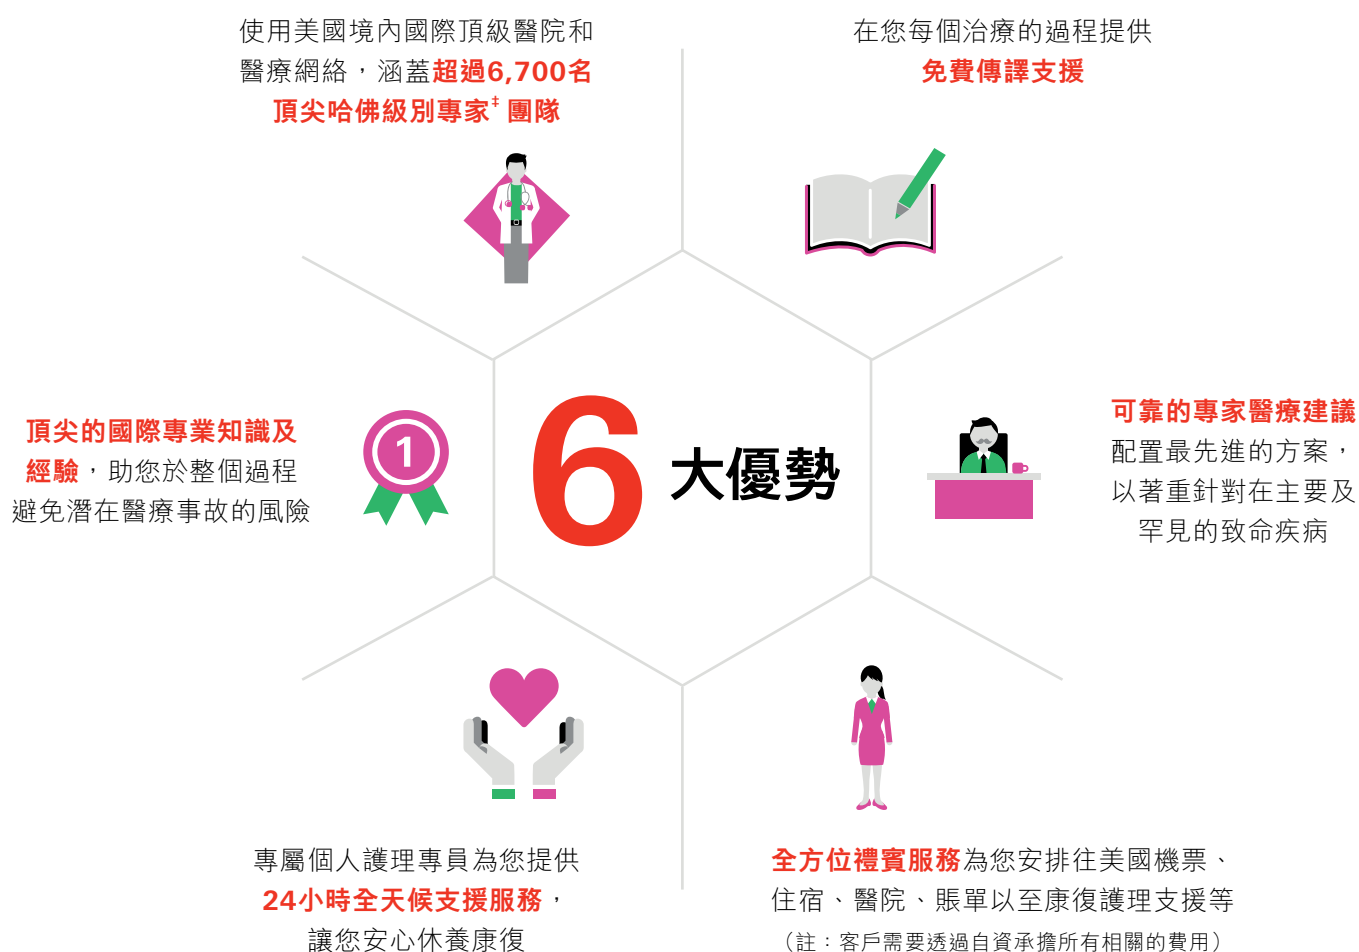 使用美國境內國際頂級醫院和
醫療網絡，涵蓋超過6,700名
頂尖哈佛級別專家‡ 團隊
在您每個治療的過程提供
免費傳譯支援
頂尖的國際專業知識及
經驗，助您於整個過程
避免潛在醫療事故的風險
1
6大優勢
可靠的專家醫療建議
配置最先進的方案，
以著重針對在主要及
罕見的致命疾病
專屬個人護理專員為您提供
24小時全天候支援服務，
讓您安心休養康復
全方位禮賓服務為您安排往美國機票、
住宿、醫院、賬單以至康復護理支援等
（註：客戶需要透過自資承擔所有相關的費用）